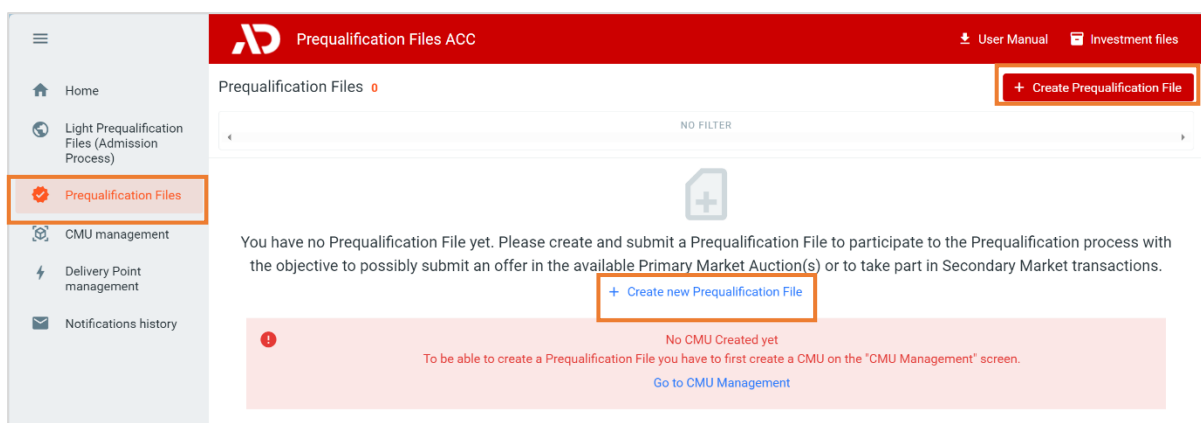 Prequalification Files ACC
User Manual
Investment files
Home
Light Prequalification
Files (Admission
Process)
Prequalification Files
CMU management
Delivery Point
management
Notifications history
Prequalification Files 0
+ Create Prequalification File
NO FILTER
You have no Prequalification File yet. Please create and submit a Prequalification File to participate to the Prequalification process with
the objective to possibly submit an offer in the available Primary Market Auction(s) or to take part in Secondary Market transactions.
+ Create new Prequalification File
No CMU Created yet
To be able to create a Prequalification File you have to first create a CMU on the "CMU Management" screen.
Go to CMU Management